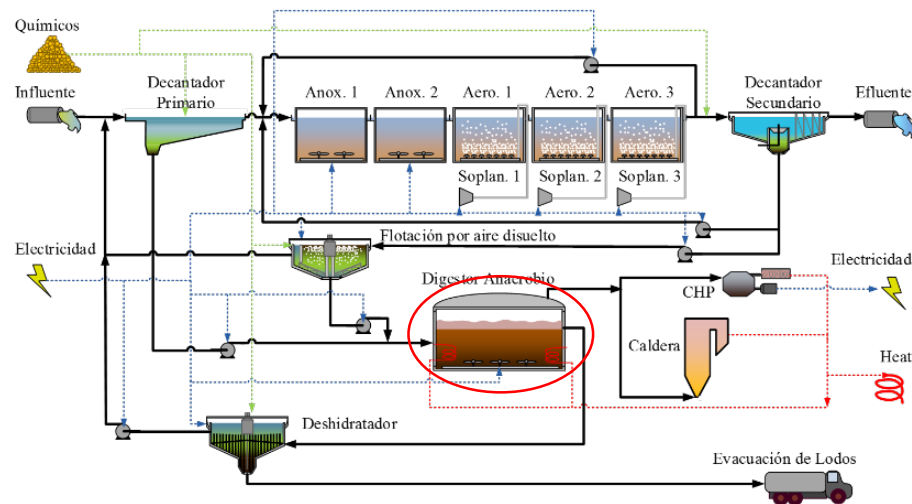 Químicos
Influente
Decantador
Primario
Anox. 1
Anox. 2
Aero. 1
Aero. 2
Aero. 3
Decantador
Secundario
Efluente
Soplan. 1
Soplan. 2
Soplan. 3
Flotación por aire disuelto
Electricidad
Digestor Anaerobio
CHP
Electricidad
Caldera
Heat
Deshidratador
Evacuación de Lodos